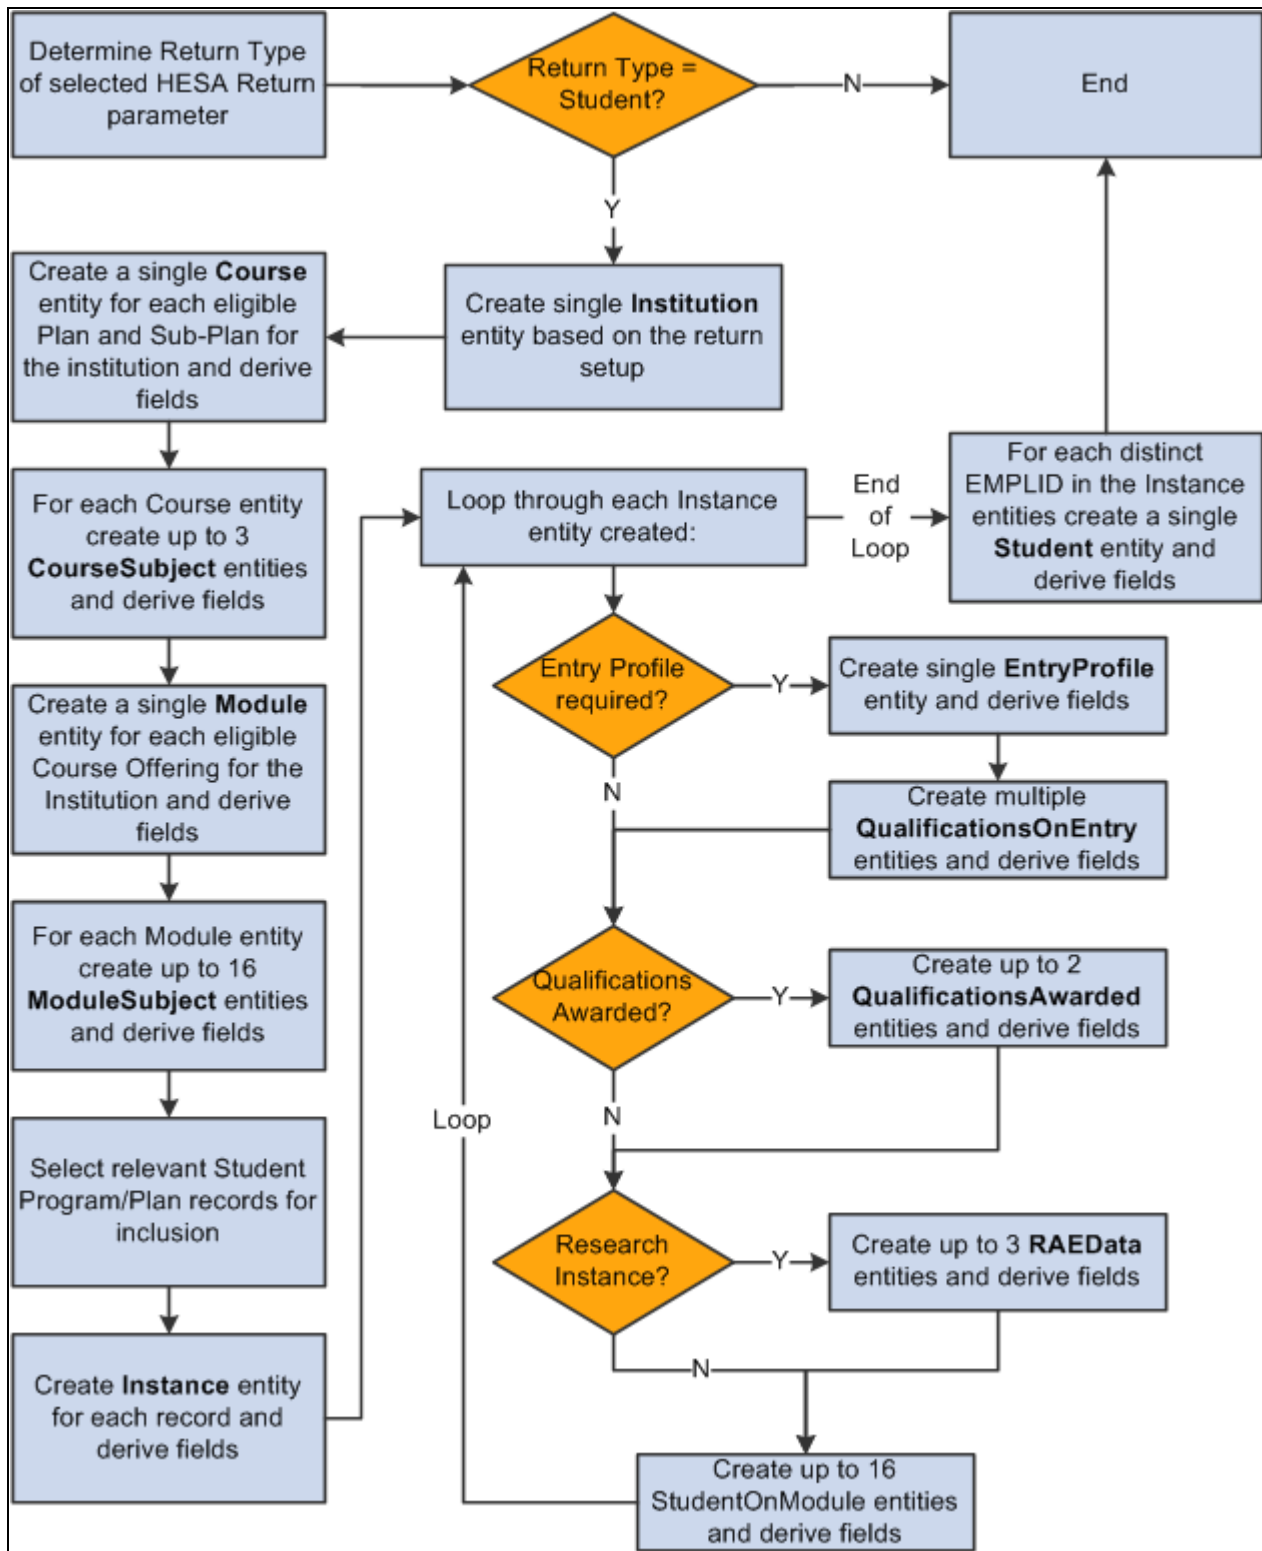 Determine Return Type
of selected HESA Return
parameter
Return Type =
Student?
N
End
Y
Create a single Course
entity for each eligible
Plan and Sub-Plan for
the institution and derive
fields
Create single Institution
entity based on the return
setup
For each Course entity
create up to 3
CourseSubject entities
and derive fields
Loop through each Instance
entity created:
End
of
Loop
For each distinct
EMPLID in the Instance
entities create a single
Student entity and
derive fields
Create a single Module
entity for each eligible
Course Offering for the
Institution and derive
fields
Entry Profile
required?
Y
Create single EntryProfile
entity and derive fields
N
Create multiple
QualificationsOnEntry
entities and derive fields
For each Module entity
create up to 16
ModuleSubject entities
and derive fields
Qualifications
Awarded?
Y
Create up to 2
QualificationsAwarded
entities and derive fields
N
Loop
Select relevant Student
Program/Plan records for
inclusion
Research
Instance?
Y
Create up to 3 RAEData
entities and derive fields
N
Create Instance entity
for each record and
derive fields
Create up to 16
StudentOnModule entities
and derive fields